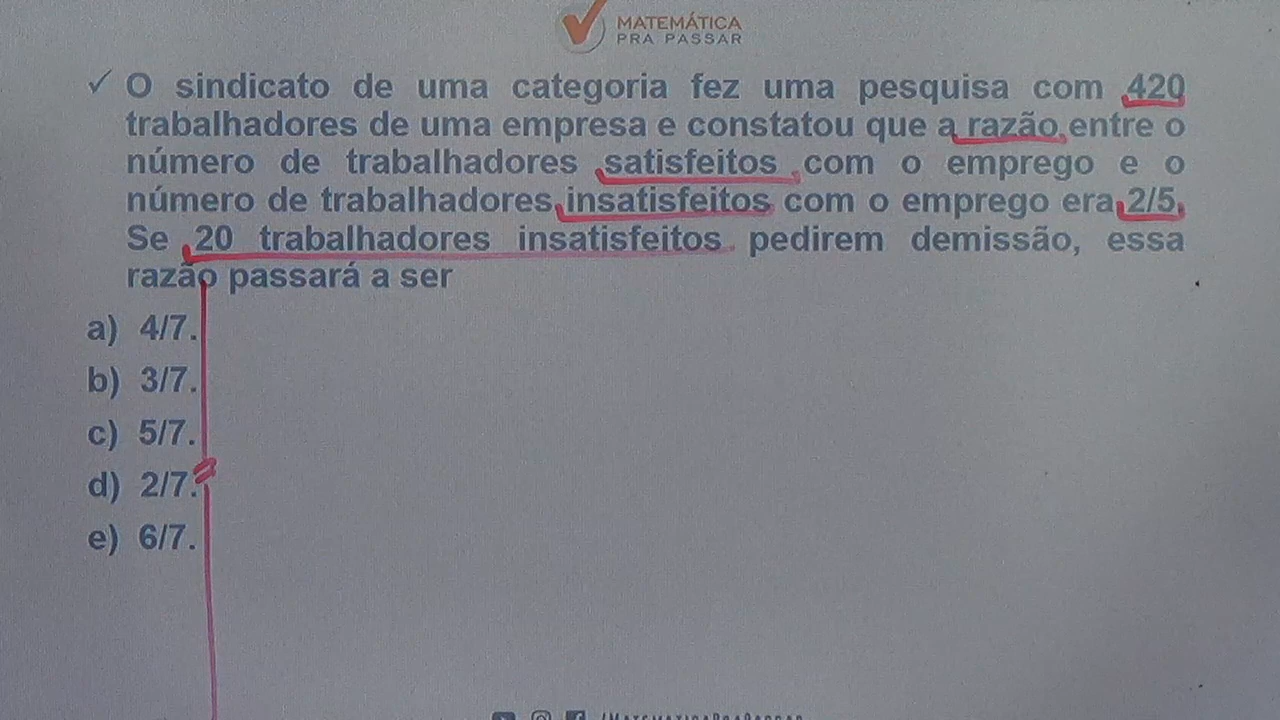 MATEMÁTICA
PRA PASSAR
✓ O sindicato de uma categoria fez uma pesquisa com 420
trabalhadores de uma empresa e constatou que a razão entre o
número de trabalhadores satisfeitos com o emprego e o
número de trabalhadores insatisfeitos com o emprego era 2/5.
Se 20 trabalhadores insatisfeitos pedirem demissão, essa
razão passará a ser
a) 4/7.
b) 3/7.
c) 5/7.
d) 2/7.
e) 6/7.
/MATEMATICAPRAPASSAR